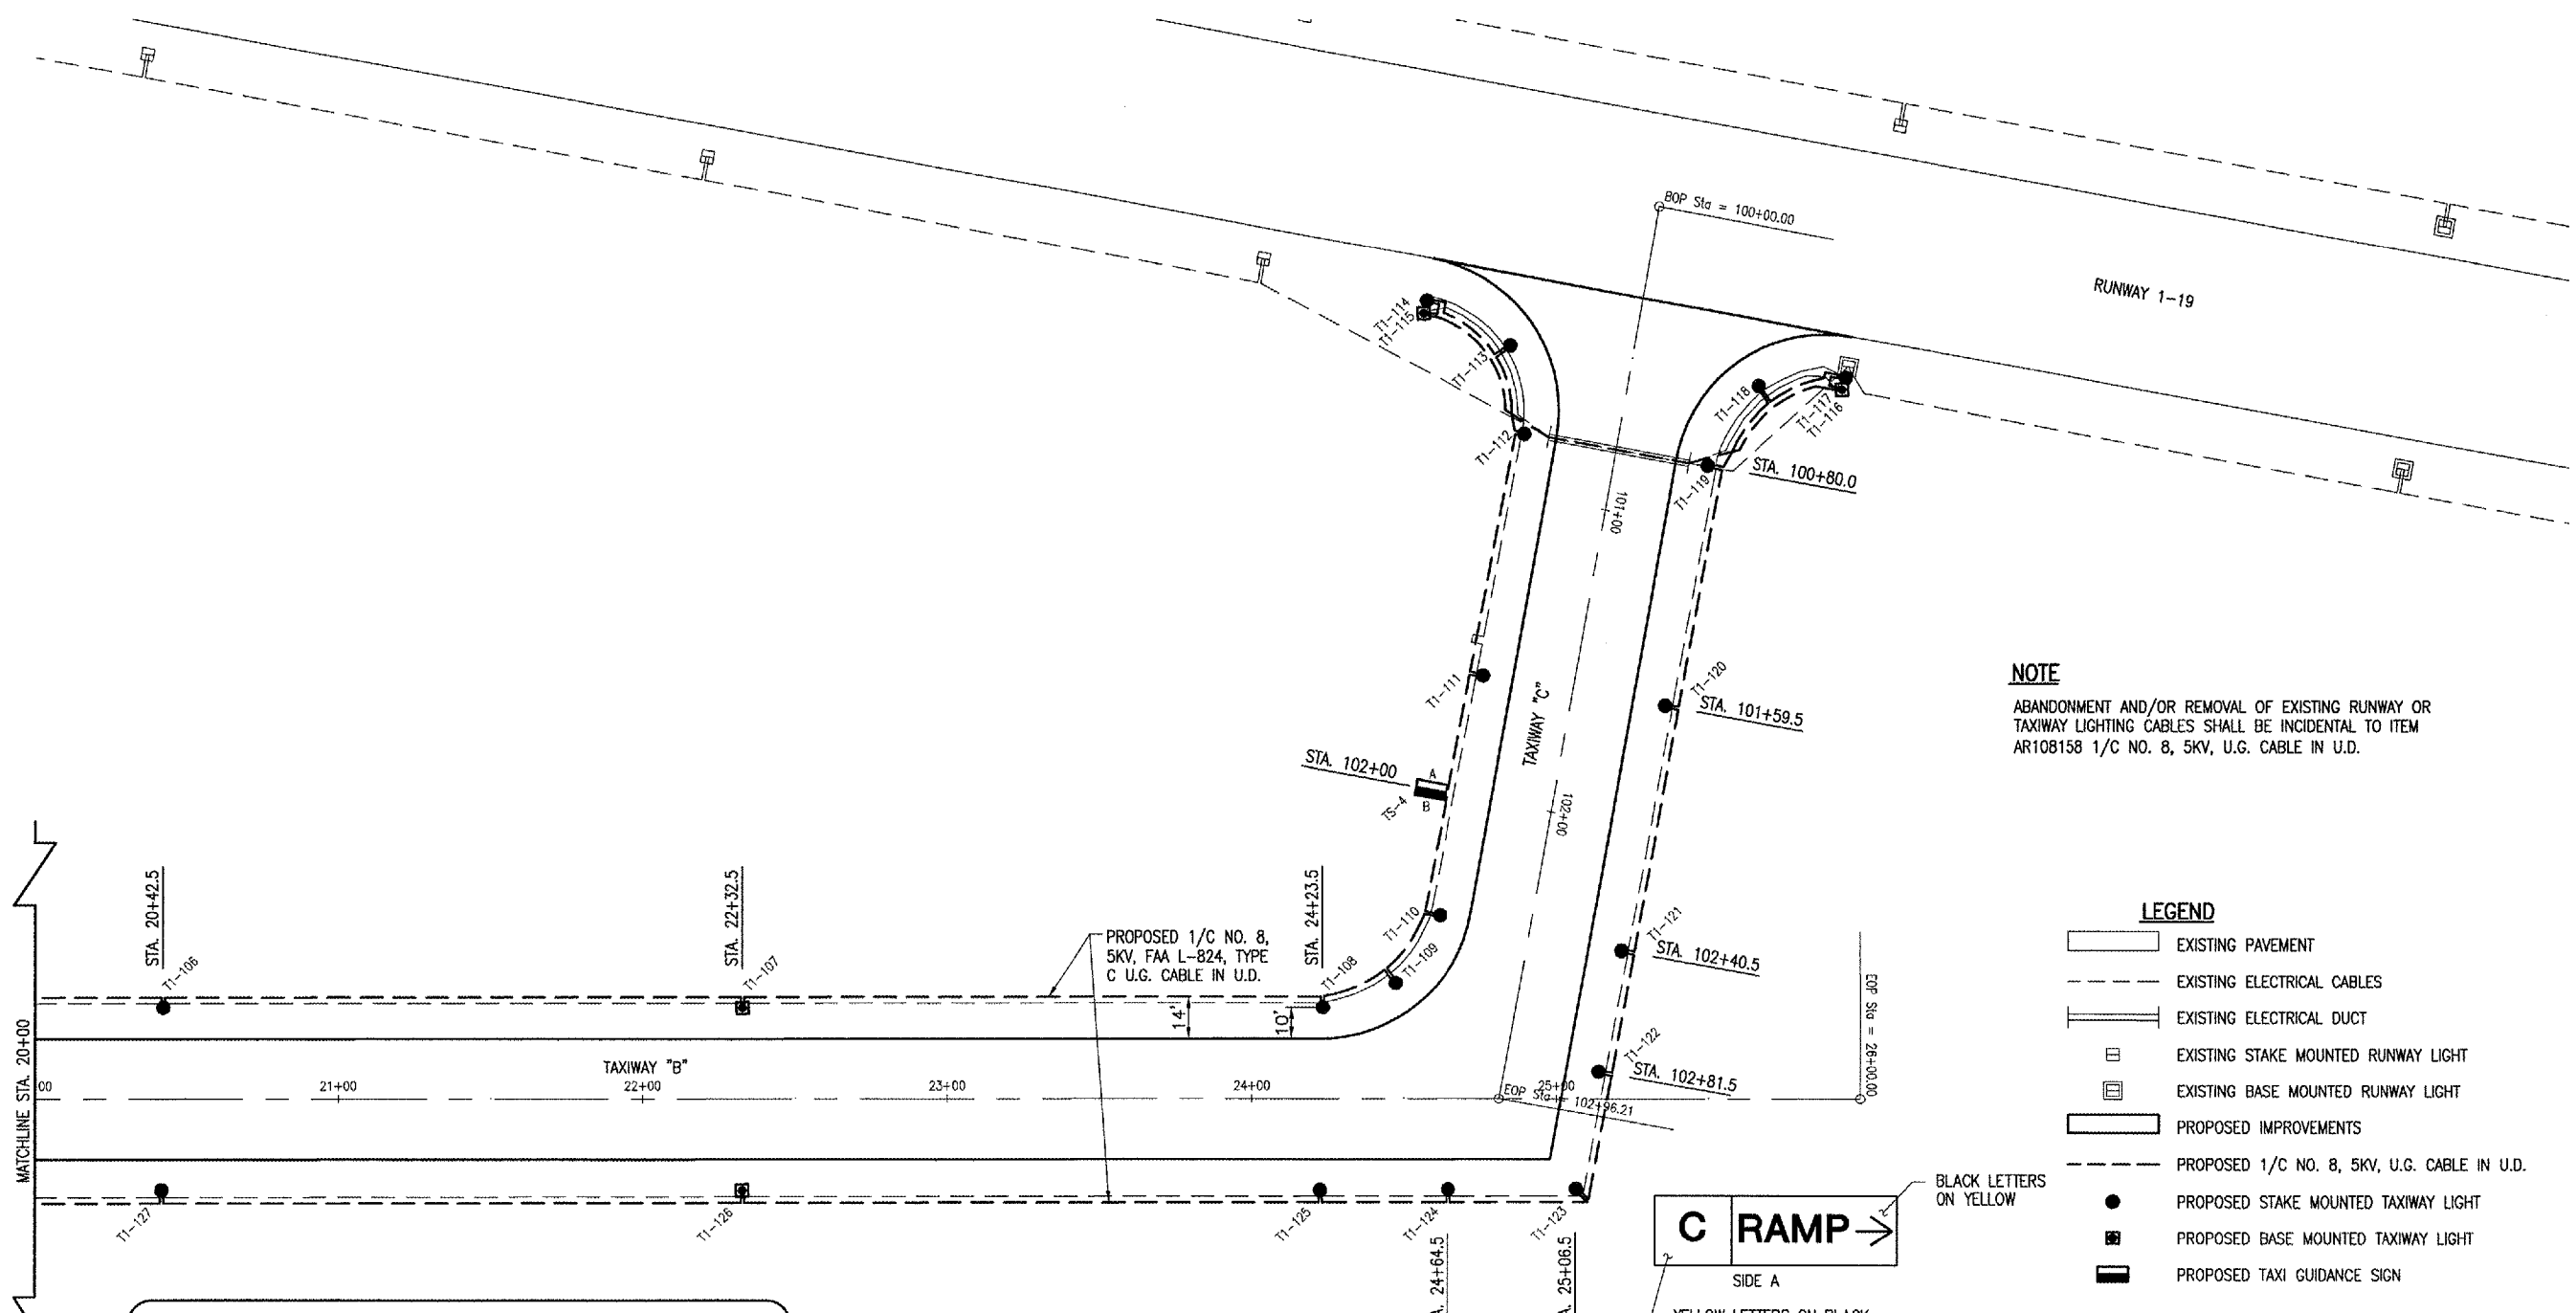 BOP Sta = 100+00.00
RUNWAY 1-19
T1-114
T1-115
T1-113
T1-112
T1-118
T1-117
T1-116
T1-119
STA. 100+80.0
101+00
T1-111
T1-120
STA. 101+59.5
TAXIWAY "C"
STA. 102+00
A
B
TS-4
102+00
NOTE
ABANDONMENT AND/OR REMOVAL OF EXISTING RUNWAY OR
TAXIWAY LIGHTING CABLES SHALL BE INCIDENTAL TO ITEM
AR108158 1/C NO. 8, 5KV, U.G. CABLE IN U.D.
STA. 20+42.5
T1-106
STA. 22+32.5
T1-107
PROPOSED 1/C NO. 8,
5KV, FAA L-824, TYPE
C U.G. CABLE IN U.D.
STA. 24+23.5
T1-108
T1-109
T1-110
T1-121
STA. 102+40.5
T1-122
STA. 102+81.5
14'
10'
MATCHLINE STA. 20+00
TAXIWAY "B"
00
21+00
22+00
23+00
24+00
25+00
EOP Sta = 102+96.21
EOP Sta = 26+00.00
T1-127
T1-126
T1-125
T1-124
T1-123
A. 24+64.5
A. 25+06.5
C RAMP →
BLACK LETTERS
ON YELLOW
SIDE A
YELLOW LETTERS ON BLACK
LEGEND
EXISTING PAVEMENT
EXISTING ELECTRICAL CABLES
EXISTING ELECTRICAL DUCT
EXISTING STAKE MOUNTED RUNWAY LIGHT
EXISTING BASE MOUNTED RUNWAY LIGHT
PROPOSED IMPROVEMENTS
PROPOSED 1/C NO. 8, 5KV, U.G. CABLE IN U.D.
PROPOSED STAKE MOUNTED TAXIWAY LIGHT
PROPOSED BASE MOUNTED TAXIWAY LIGHT
PROPOSED TAXI GUIDANCE SIGN